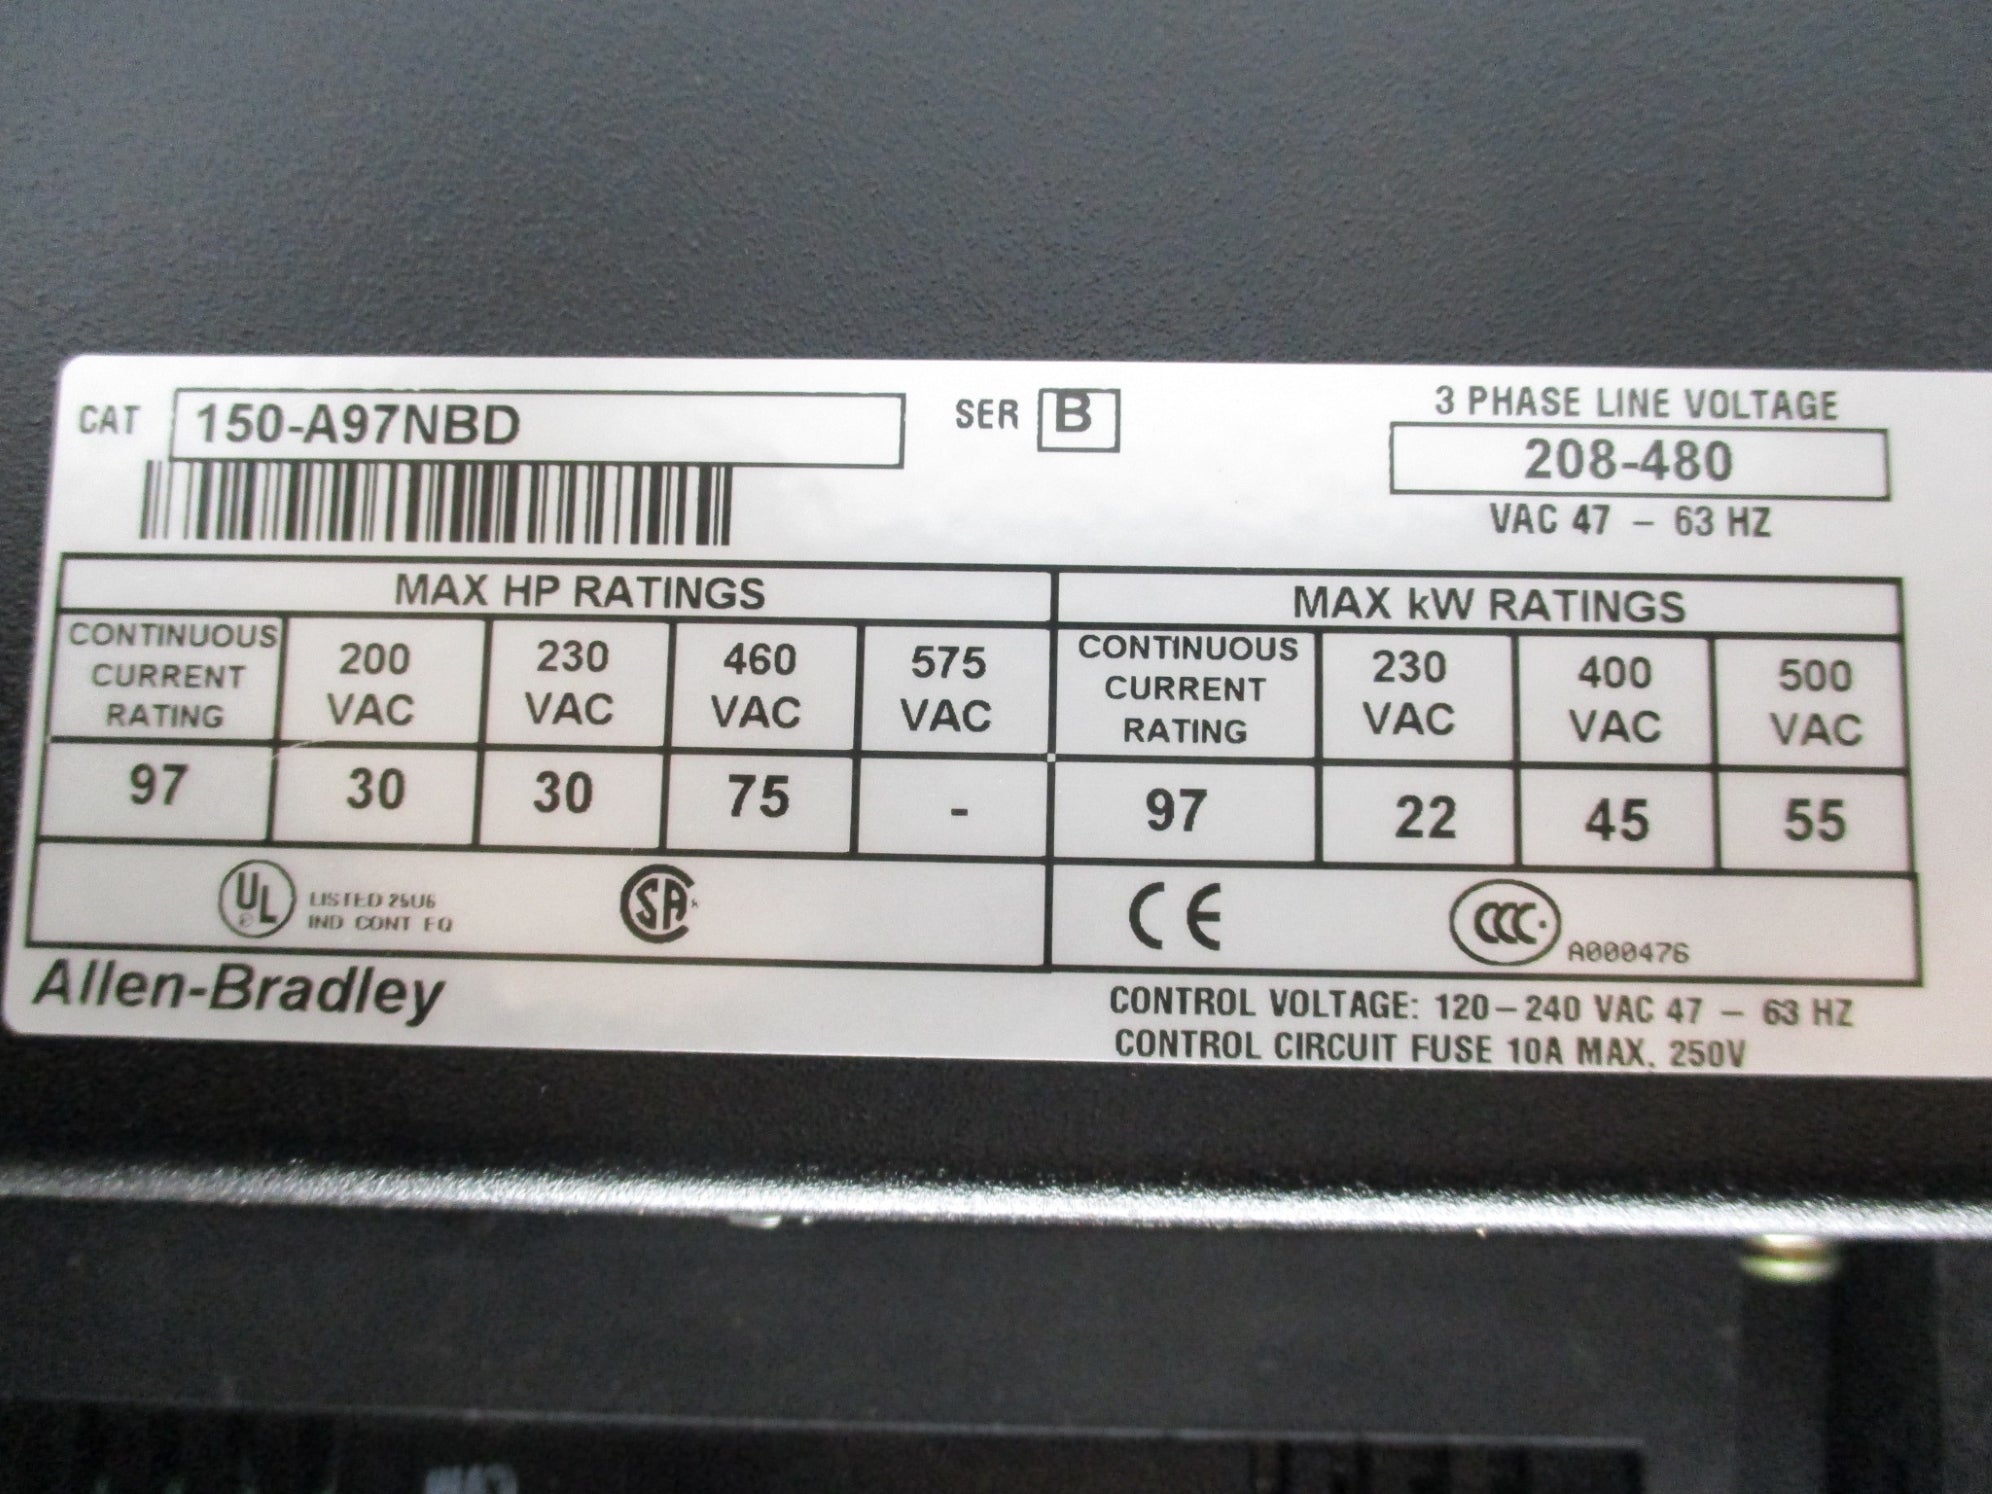 CAT 150-A97NBD SER B
3 PHASE LINE VOLTAGE
208-480
VAC 47 – 63 HZ
MAX HP RATINGS MAX kW RATINGS
CONTINUOUS CURRENT RATING 200 VAC 230 VAC 460 VAC 575 VAC CONTINUOUS CURRENT RATING 230 VAC 400 VAC 500 VAC
97 30 30 75 - 97 22 45 55
UL LISTED 25U6
IND CONT EQ
SA
CE
CCC
A000476
Allen-Bradley
CONTROL VOLTAGE: 120–240 VAC 47 – 63 HZ
CONTROL CIRCUIT FUSE 10A MAX. 250V